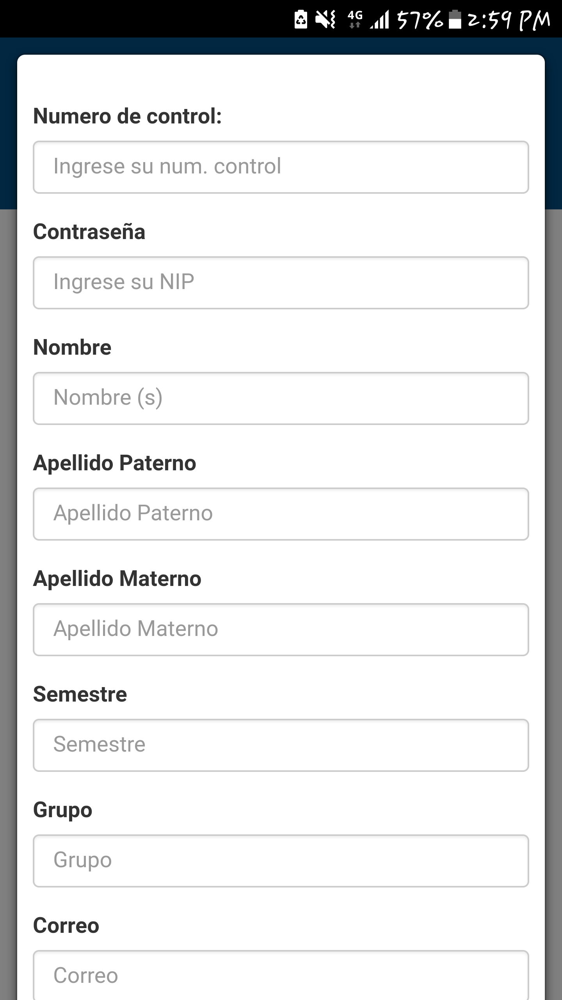 4G 57% 2:59 PM
Numero de control:
Ingrese su num. control
Contraseña
Ingrese su NIP
Nombre
Nombre (s)
Apellido Paterno
Apellido Paterno
Apellido Materno
Apellido Materno
Semestre
Semestre
Grupo
Grupo
Correo
Correo